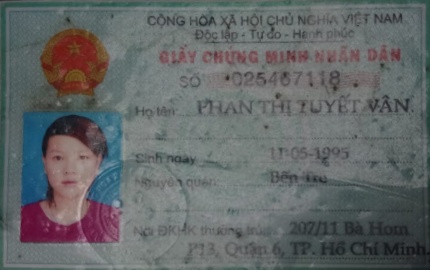 CỘNG HÒA XÃ HỘI CHỦ NGHĨA VIỆT NAM
Độc lập - Tự do - Hạnh phúc
GIẤY CHỨNG MINH NHÂN DÂN
SỐ 025467118
Họ tên: PHAN THỊ TUYẾT VÂN
Sinh ngày 11-05-1995
Nguyên quán: Bến Tre
Nơi ĐKHK thường trú: 207/11 Bà Hom
P13, Quận 6, TP. Hồ Chí Minh